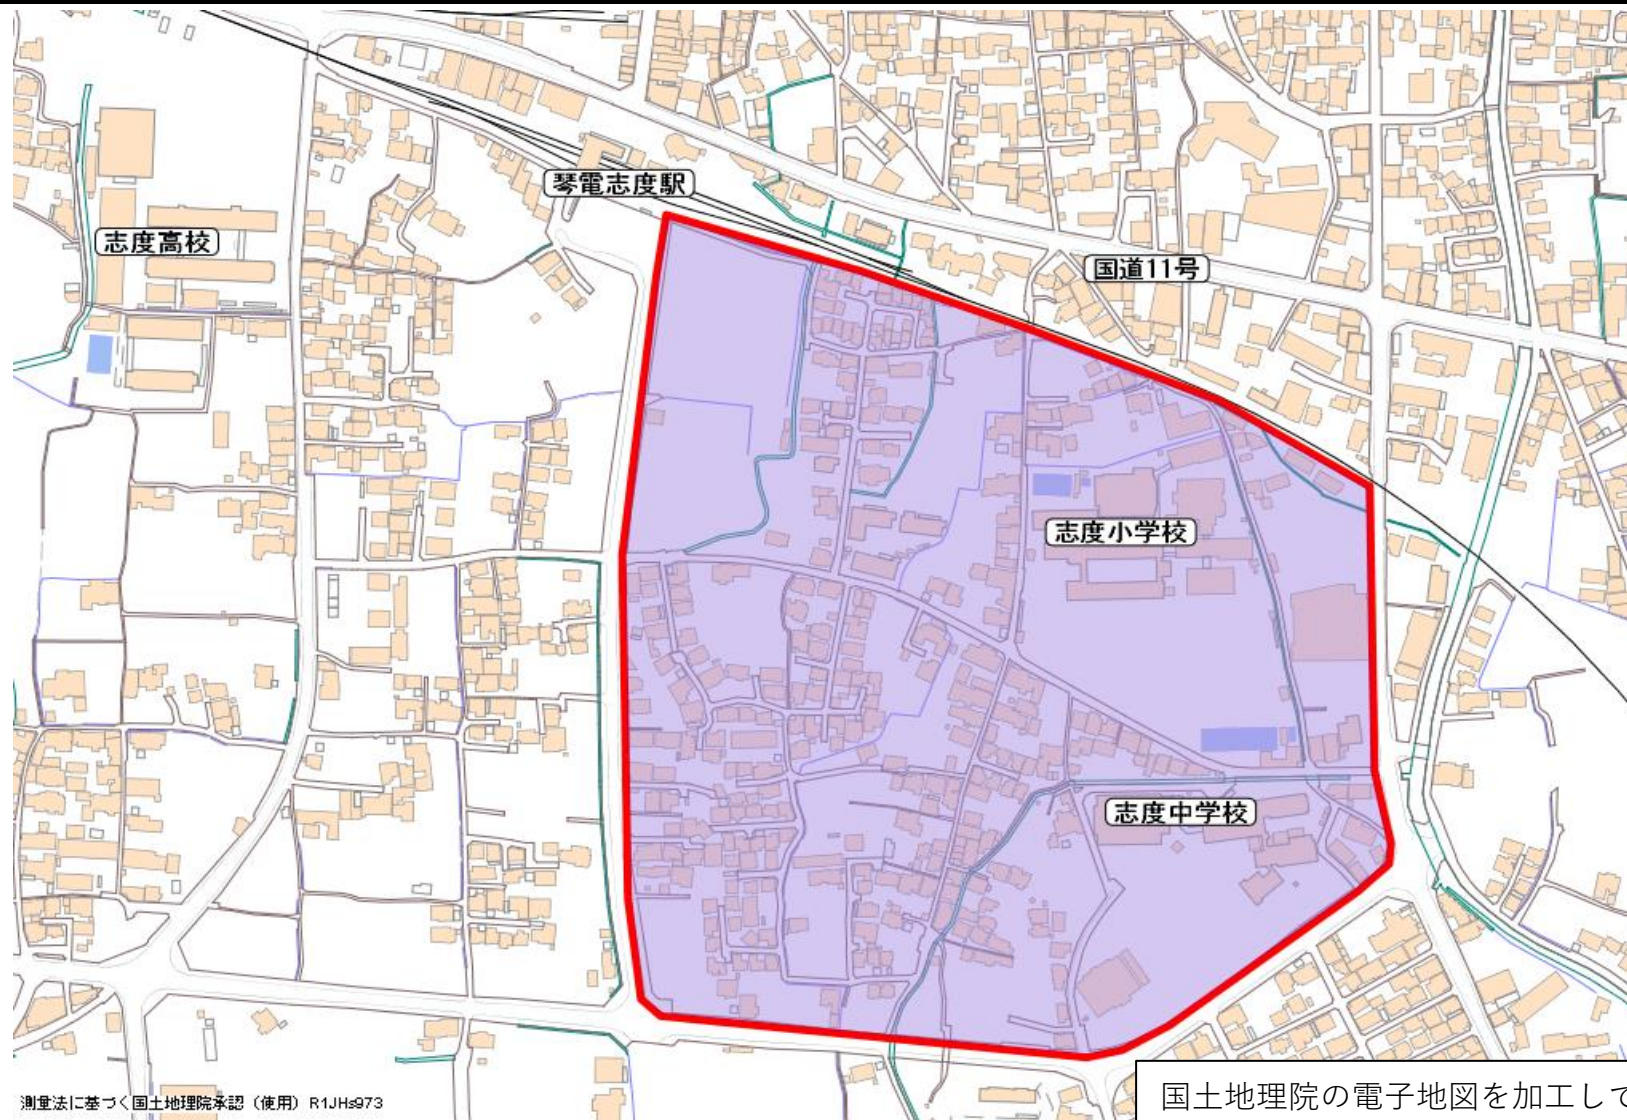 琴電志度駅
志度高校
国道11号
志度小学校
志度中学校
測量法に基づく国土地理院承認（使用）R1JHs973
国土地理院の電子地図を加工して